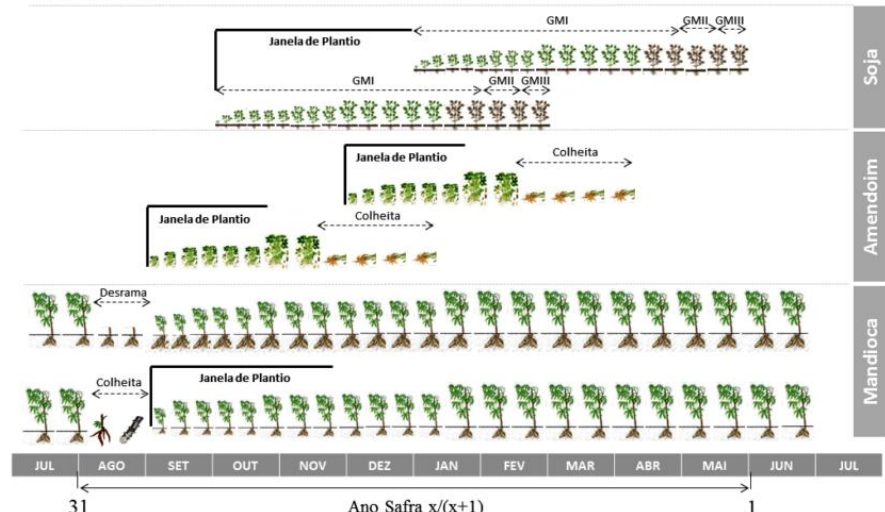 GMI
GMII
GMIII
Janela de Plantio
GMI
GMII
GMIII
Soja
Janela de Plantio
Colheita
Janela de Plantio
Colheita
Amendoim
Desrama
Colheita
Janela de Plantio
Mandioca
JUL AGO SET OUT NOV DEZ JAN FEV MAR ABR MAI JUN JUL
31 Ano Safra x/(x+1) 1